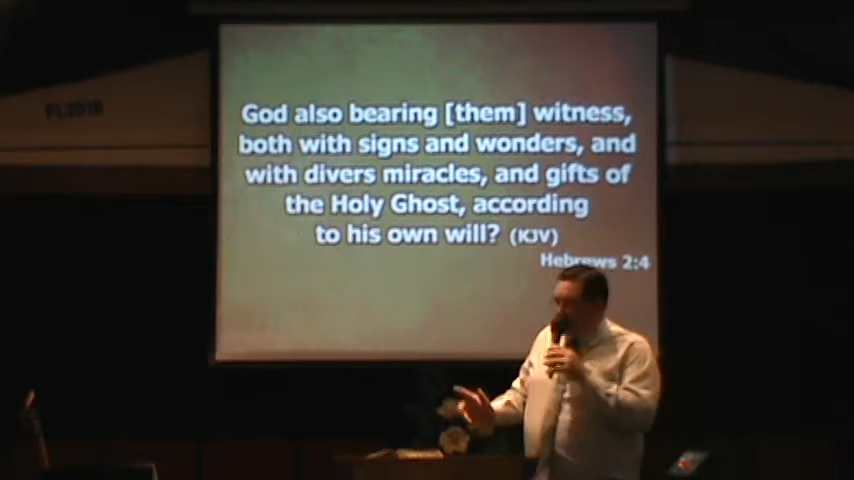 God also bearing [them] witness,
both with signs and wonders, and
with divers miracles, and gifts of
the Holy Ghost, according
to his own will? (KJV)
Hebrews 2:4